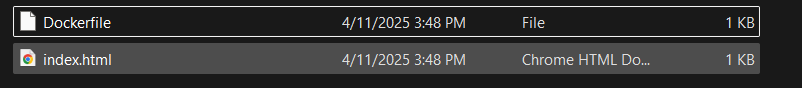 Dockerfile 4/11/2025 3:48 PM File 1 KB
index.html 4/11/2025 3:48 PM Chrome HTML Do... 1 KB